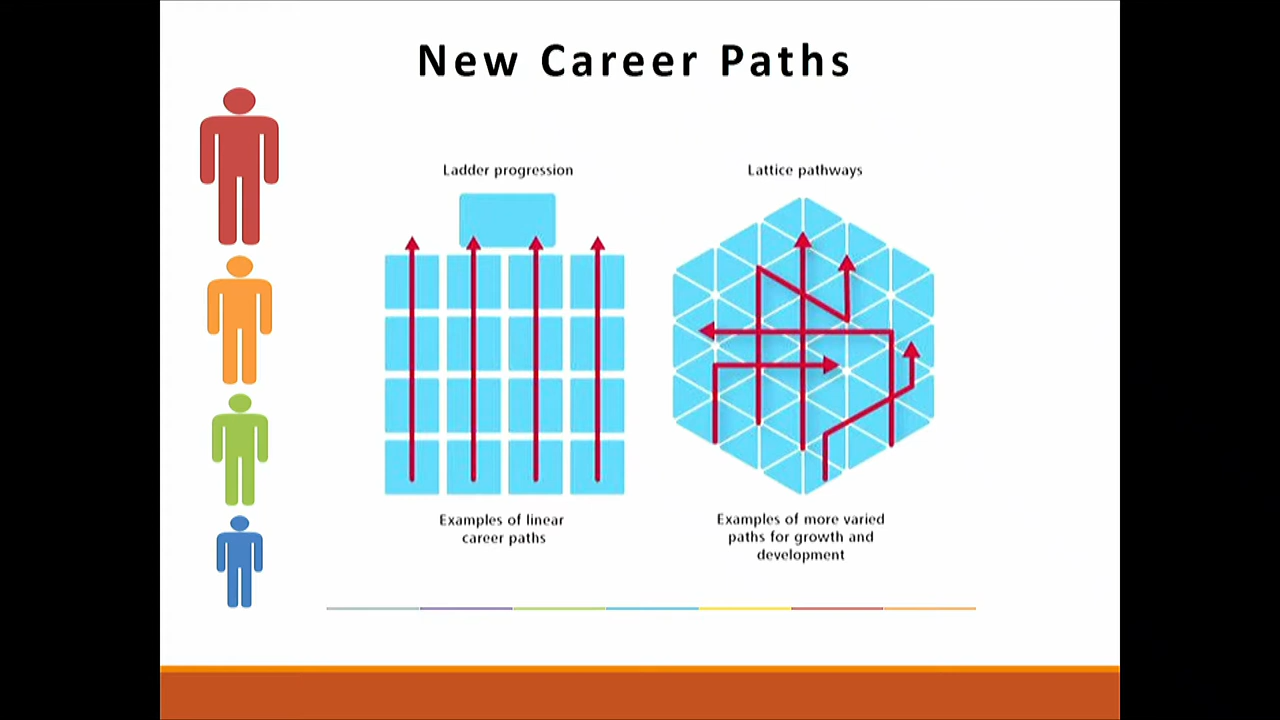 New Career Paths
Ladder progression
Lattice pathways
Examples of linear
career paths
Examples of more varied
paths for growth and
development